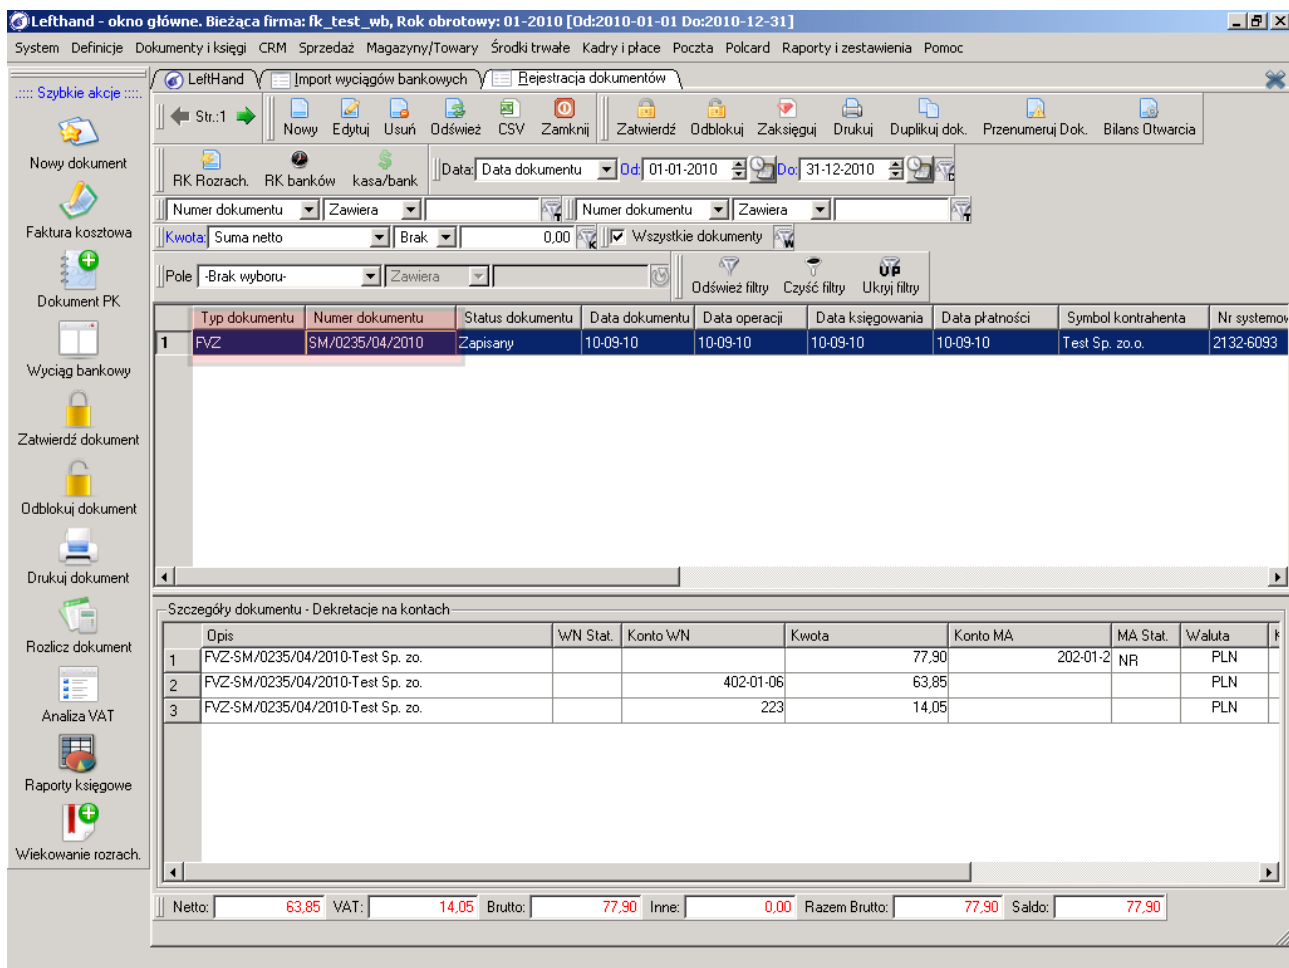 Lefthand - okno główne. Bieżąca firma: fk_test_wb, Rok obrotowy: 01-2010 [Od:2010-01-01 Do:2010-12-31]
System Definicje Dokumenty i księgi CRM Sprzedaż Magazyny/Towary Środki trwałe Kadry i płace Poczta Polcard Raporty i zestawienia Pomoc
.:::: Szybkie akcje ::::.
Nowy dokument
Faktura kosztowa
Dokument PK
Wyciąg bankowy
Zatwierdź dokument
Odblokuj dokument
Drukuj dokument
Rozlicz dokument
Analiza VAT
Raporty księgowe
Wiekowanie rozrach.
LeftHand Import wyciągów bankowych Rejestracja dokumentów
Str.:1 Nowy Edytuj Usuń Odśwież CSV Zamknij Zatwierdź Odblokuj Zaksięguj Drukuj Duplikuj dok. Przenumeruj Dok. Bilans Otwarcia
RK Rozrach. RK banków kasa/bank Data: Data dokumentu Od: 01-01-2010 Do: 31-12-2010
Numer dokumentu Zawiera T Numer dokumentu Zawiera T
Kwota: Suma netto Brak 0,00 K Wszystkie dokumenty W
Pole -Brak wyboru- Zawiera Odśwież filtry Czyść filtry UP Ukryj filtry
Typ dokumentu Numer dokumentu Status dokumentu Data dokumentu Data operacji Data księgowania Data płatności Symbol kontrahenta Nr systemow
1 FVZ SM/0235/04/2010 Zapisany 10-09-10 10-09-10 10-09-10 10-09-10 Test Sp. zo.o. 2132-6093
Szczegóły dokumentu - Dekretacje na kontach
Opis WN Stat. Konto WN Kwota Konto MA MA Stat. Waluta
1 FVZ-SM/0235/04/2010-Test Sp. zo. 77,90 202-01-2 NR PLN
2 FVZ-SM/0235/04/2010-Test Sp. zo. 402-01-06 63,85 PLN
3 FVZ-SM/0235/04/2010-Test Sp. zo. 223 14,05 PLN
Netto: 63,85 VAT: 14,05 Brutto: 77,90 Inne: 0,00 Razem Brutto: 77,90 Saldo: 77,90